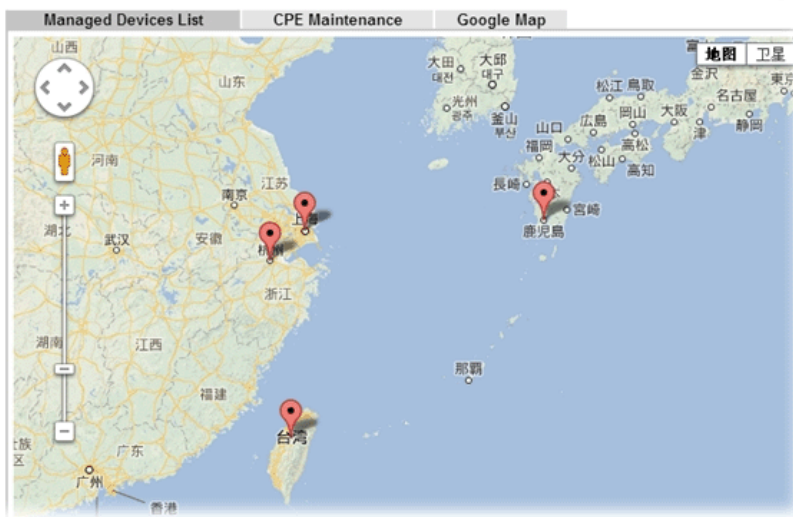 Managed Devices List
CPE Maintenance
Google Map
地图
卫星
山西
山东
大田
대전
大邱
대구
光州
광주
釜山
부산
松江
鳥取
金沢
東京
名古屋
静岡
大阪
津
岡山
広島
山口
高松
松山
高知
福岡
大分
長崎
宮崎
鹿児島
河南
江苏
南京
上海
湖北
武汉
安徽
杭州
浙江
湖南
江西
福建
那覇
台湾
广东
广州
香港
族
区